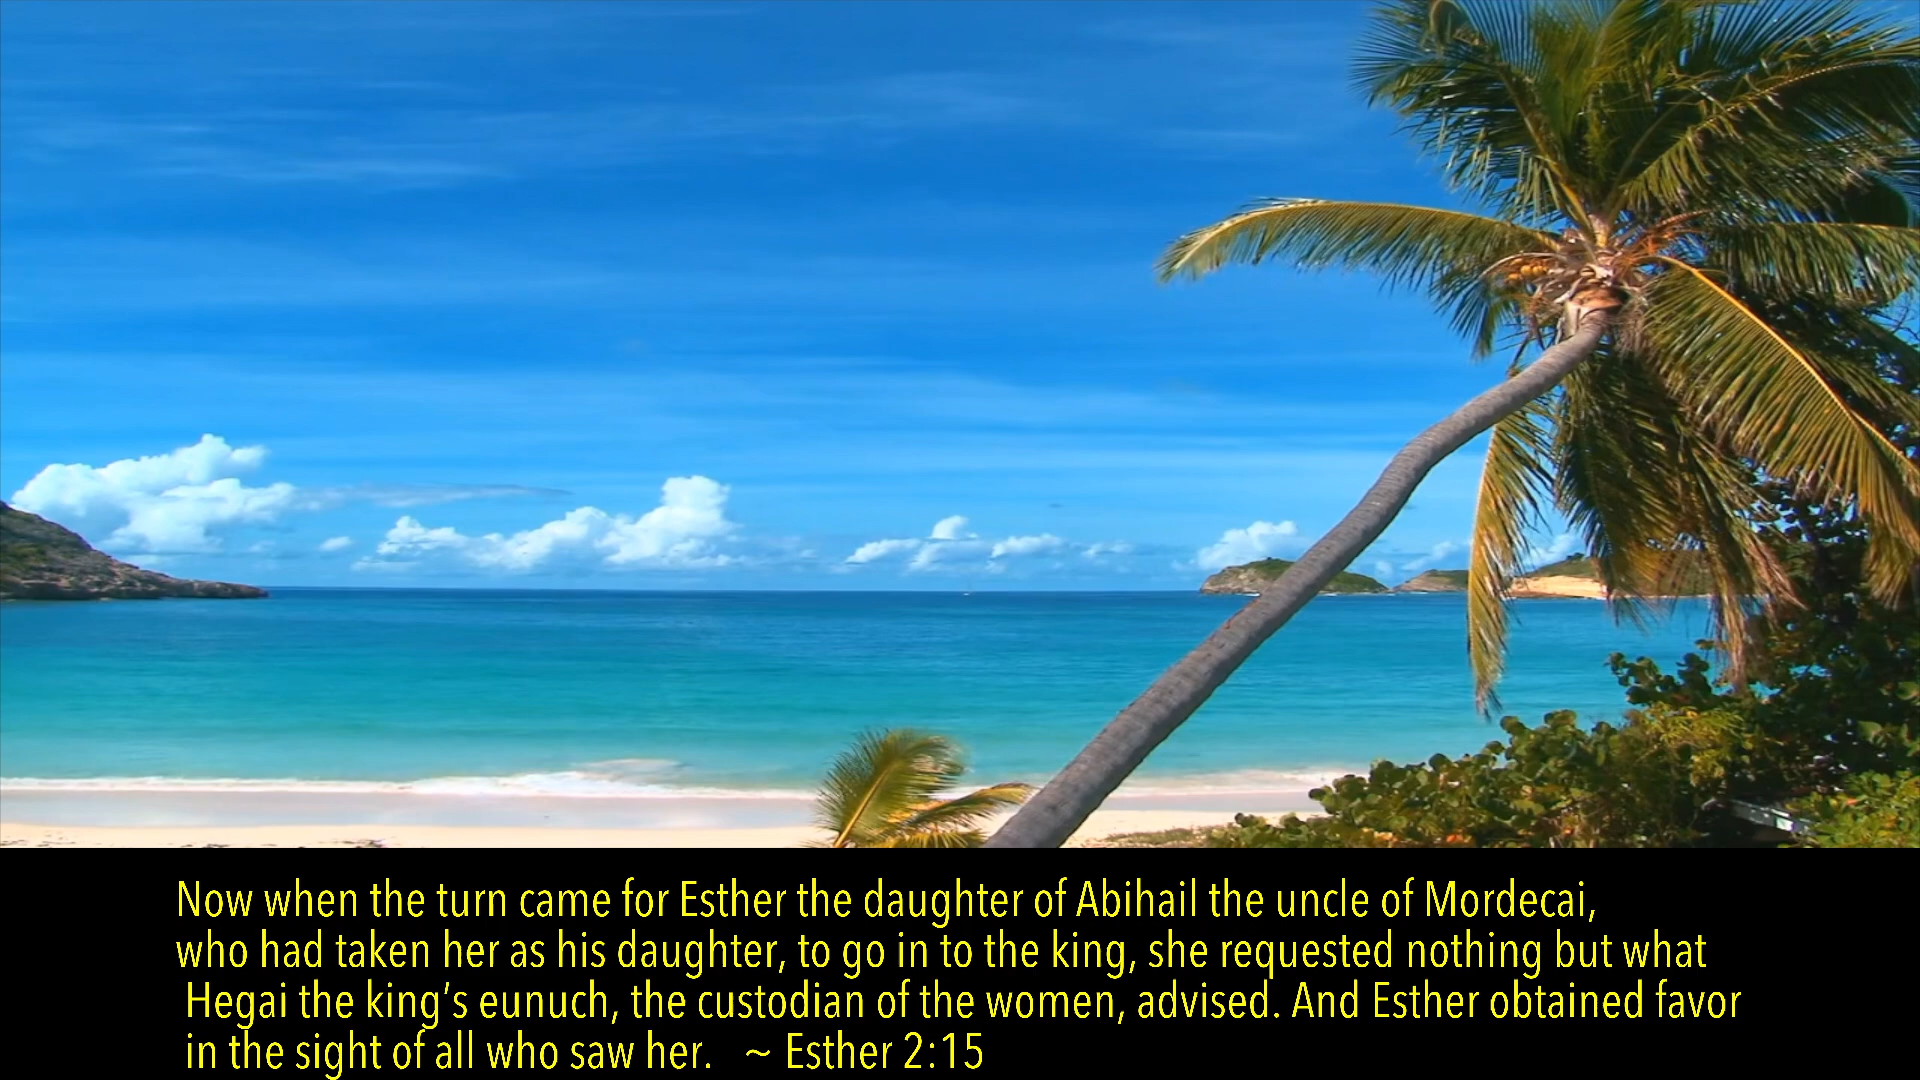 Now when the turn came for Esther the daughter of Abihail the uncle of Mordecai,
who had taken her as his daughter, to go in to the king, she requested nothing but what
Hegai the king’s eunuch, the custodian of the women, advised. And Esther obtained favor
in the sight of all who saw her. ~ Esther 2:15